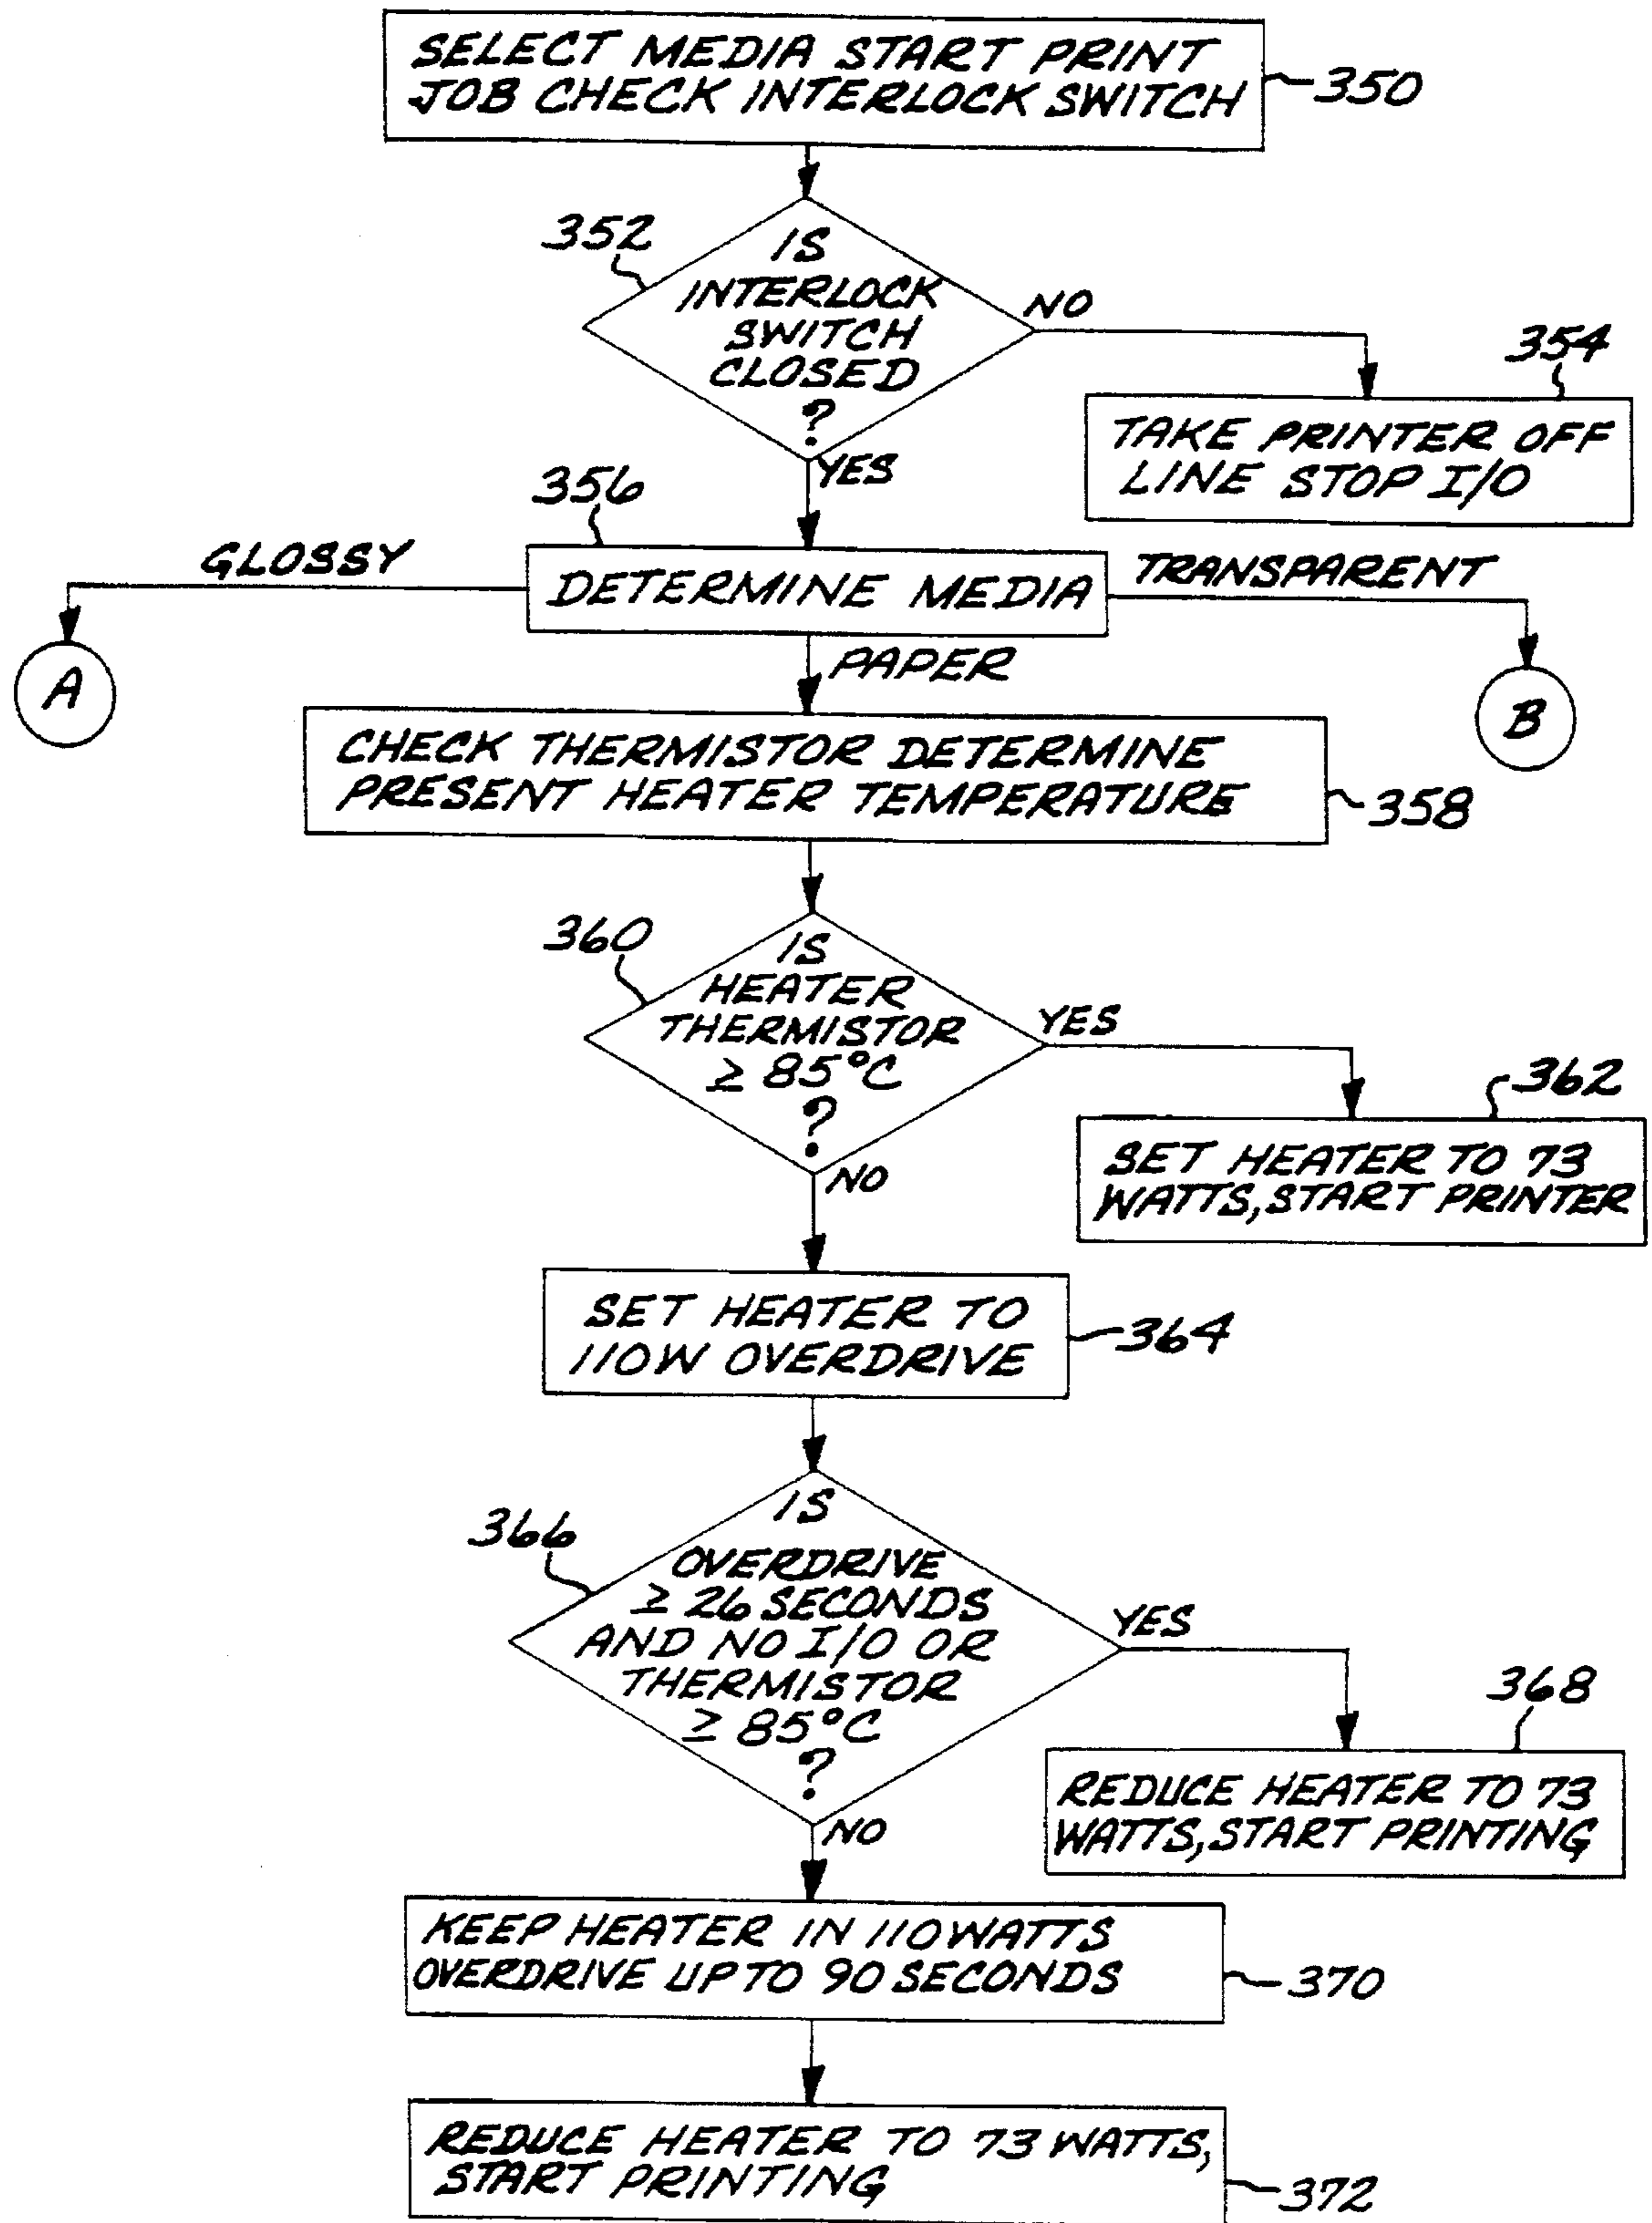 SELECT MEDIA START PRINT
JOB CHECK INTERLOCK SWITCH
350
352
IS
INTERLOCK
SWITCH
CLOSED
?
NO
YES
354
TAKE PRINTER OFF
LINE STOP I/O
356
GLOSSY
DETERMINE MEDIA
TRANSPARENT
A
PAPER
B
CHECK THERMISTOR DETERMINE
PRESENT HEATER TEMPERATURE
358
360
IS
HEATER
THERMISTOR
≥ 85°C
?
YES
NO
362
SET HEATER TO 73
WATTS, START PRINTER
SET HEATER TO
110W OVERDRIVE
364
366
IS
OVERDRIVE
≥ 26 SECONDS
AND NO I/O OR
THERMISTOR
≥ 85°C
?
YES
NO
368
REDUCE HEATER TO 73
WATTS, START PRINTING
KEEP HEATER IN 110 WATTS
OVERDRIVE UP TO 90 SECONDS
370
REDUCE HEATER TO 73 WATTS,
START PRINTING
372